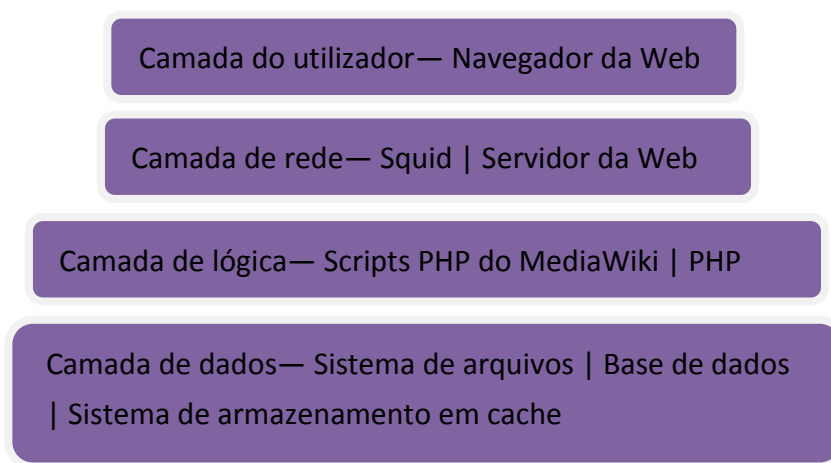 Camada do utilizador— Navegador da Web
Camada de rede— Squid | Servidor da Web
Camada de lógica— Scripts PHP do MediaWiki | PHP
Camada de dados— Sistema de arquivos | Base de dados
| Sistema de armazenamento em cache